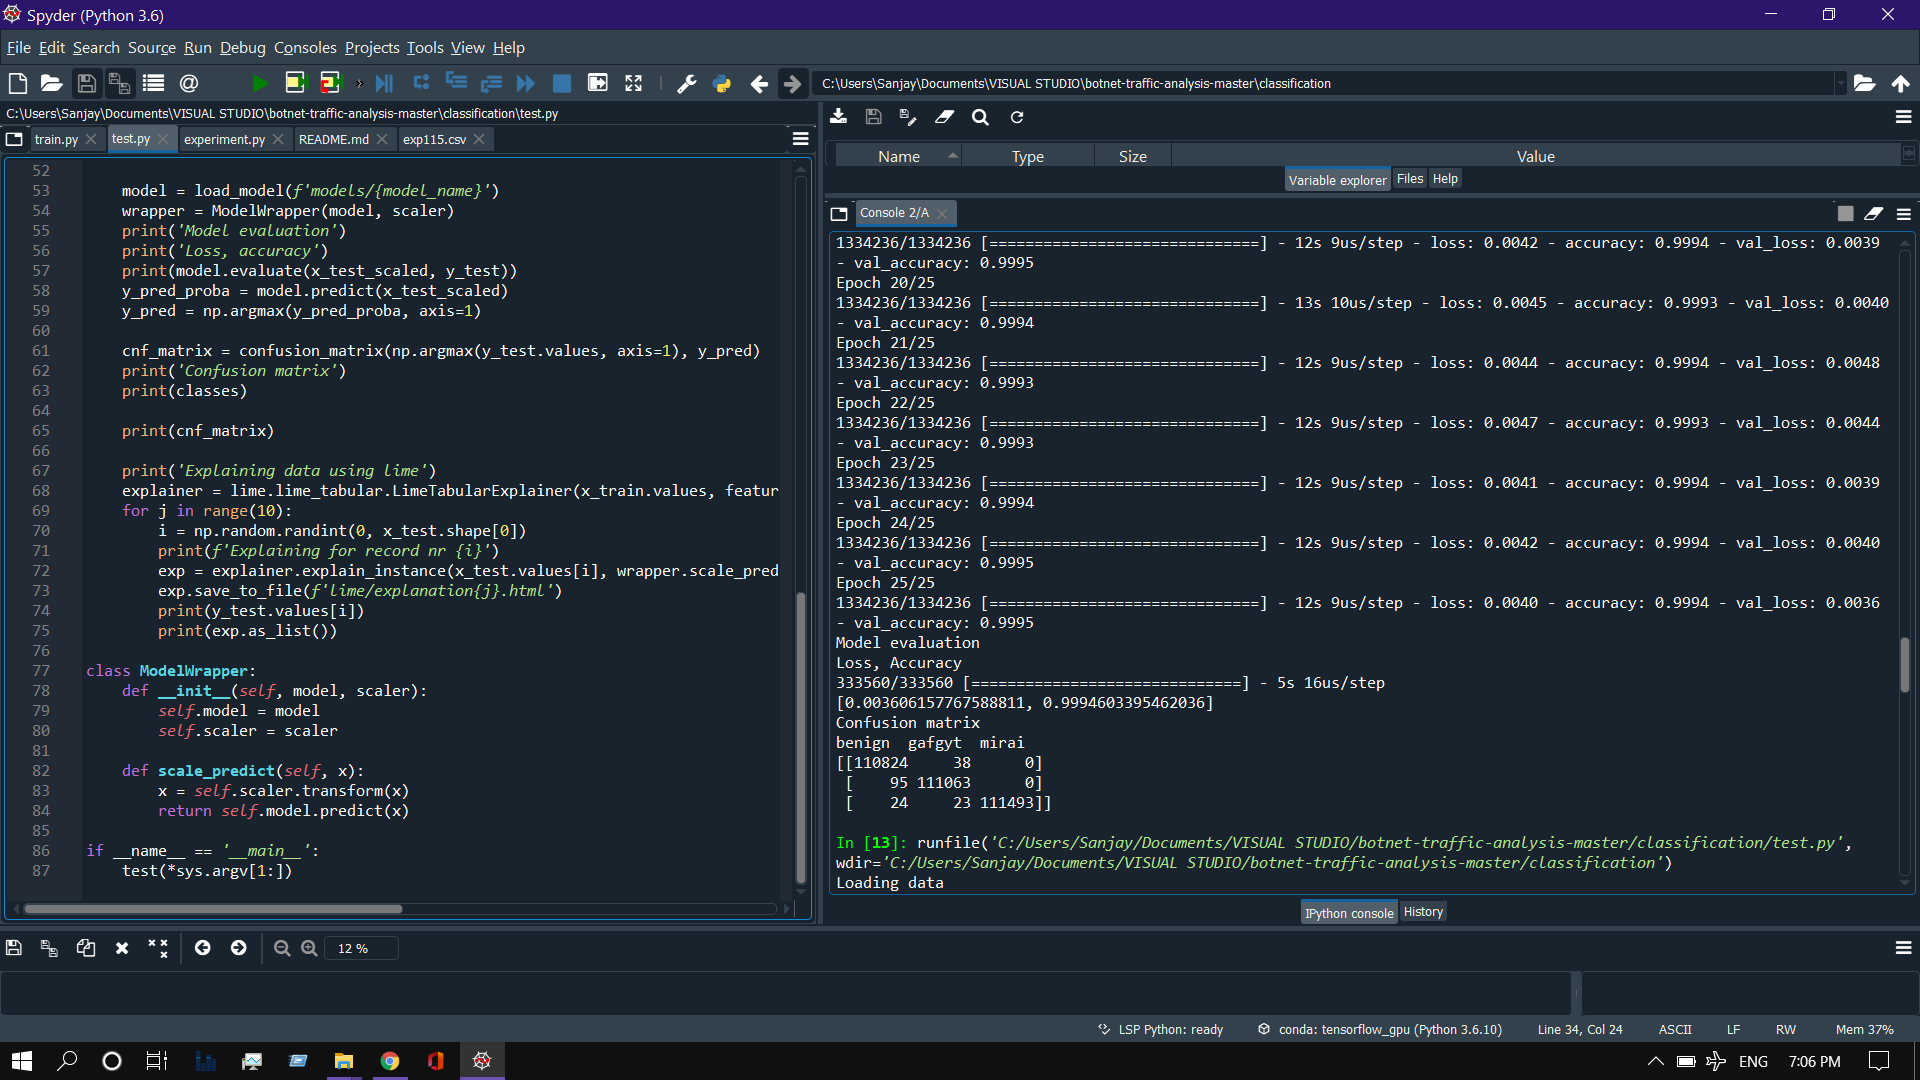 Spyder (Python 3.6)
File Edit Search Source Run Debug Consoles Projects Tools View Help
C:\Users\Sanjay\Documents\VISUAL STUDIO\botnet-traffic-analysis-master\classification
C:\Users\Sanjay\Documents\VISUAL STUDIO\botnet-traffic-analysis-master\classification\test.py
train.py test.py experiment.py README.md exp115.csv
52
53 model = load_model(f'models/{model_name}')
54 wrapper = ModelWrapper(model, scaler)
55 print('Model evaluation')
56 print('Loss, accuracy')
57 print(model.evaluate(x_test_scaled, y_test))
58 y_pred_proba = model.predict(x_test_scaled)
59 y_pred = np.argmax(y_pred_proba, axis=1)
60
61 cnf_matrix = confusion_matrix(np.argmax(y_test.values, axis=1), y_pred)
62 print('Confusion matrix')
63 print(classes)
64
65 print(cnf_matrix)
66
67 print('Explaining data using lime')
68 explainer = lime.lime_tabular.LimeTabularExplainer(x_train.values, featur
69 for j in range(10):
70 i = np.random.randint(0, x_test.shape[0])
71 print(f'Explaining for record nr {i}')
72 exp = explainer.explain_instance(x_test.values[i], wrapper.scale_pred
73 exp.save_to_file(f'lime/explanation{j}.html')
74 print(y_test.values[i])
75 print(exp.as_list())
76
77 class ModelWrapper:
78 def __init__(self, model, scaler):
79 self.model = model
80 self.scaler = scaler
81
82 def scale_predict(self, x):
83 x = self.scaler.transform(x)
84 return self.model.predict(x)
85
86 if __name__ == '__main__':
87 test(*sys.argv[1:])
Name Type Size Value
Variable explorer Files Help
Console 2/A
1334236/1334236 [==============================] - 12s 9us/step - loss: 0.0042 - accuracy: 0.9994 - val_loss: 0.0039
- val_accuracy: 0.9995
Epoch 20/25
1334236/1334236 [==============================] - 13s 10us/step - loss: 0.0045 - accuracy: 0.9993 - val_loss: 0.0040
- val_accuracy: 0.9994
Epoch 21/25
1334236/1334236 [==============================] - 12s 9us/step - loss: 0.0044 - accuracy: 0.9994 - val_loss: 0.0048
- val_accuracy: 0.9993
Epoch 22/25
1334236/1334236 [==============================] - 12s 9us/step - loss: 0.0047 - accuracy: 0.9993 - val_loss: 0.0044
- val_accuracy: 0.9993
Epoch 23/25
1334236/1334236 [==============================] - 12s 9us/step - loss: 0.0041 - accuracy: 0.9994 - val_loss: 0.0039
- val_accuracy: 0.9994
Epoch 24/25
1334236/1334236 [==============================] - 12s 9us/step - loss: 0.0042 - accuracy: 0.9994 - val_loss: 0.0040
- val_accuracy: 0.9995
Epoch 25/25
1334236/1334236 [==============================] - 12s 9us/step - loss: 0.0040 - accuracy: 0.9994 - val_loss: 0.0036
- val_accuracy: 0.9995
Model evaluation
Loss, Accuracy
333560/333560 [==============================] - 5s 16us/step
[0.003606157767588811, 0.9994603395462036]
Confusion matrix
benign gafgyt mirai
[[110824 38 0]
[ 95 111063 0]
[ 24 23 111493]]
In [13]: runfile('C:/Users/Sanjay/Documents/VISUAL STUDIO/botnet-traffic-analysis-master/classification/test.py',
wdir='C:/Users/Sanjay/Documents/VISUAL STUDIO/botnet-traffic-analysis-master/classification')
Loading data
IPython console History
12 %
LSP Python: ready conda: tensorflow_gpu (Python 3.6.10) Line 34, Col 24 ASCII LF RW Mem 37%
ENG 7:06 PM